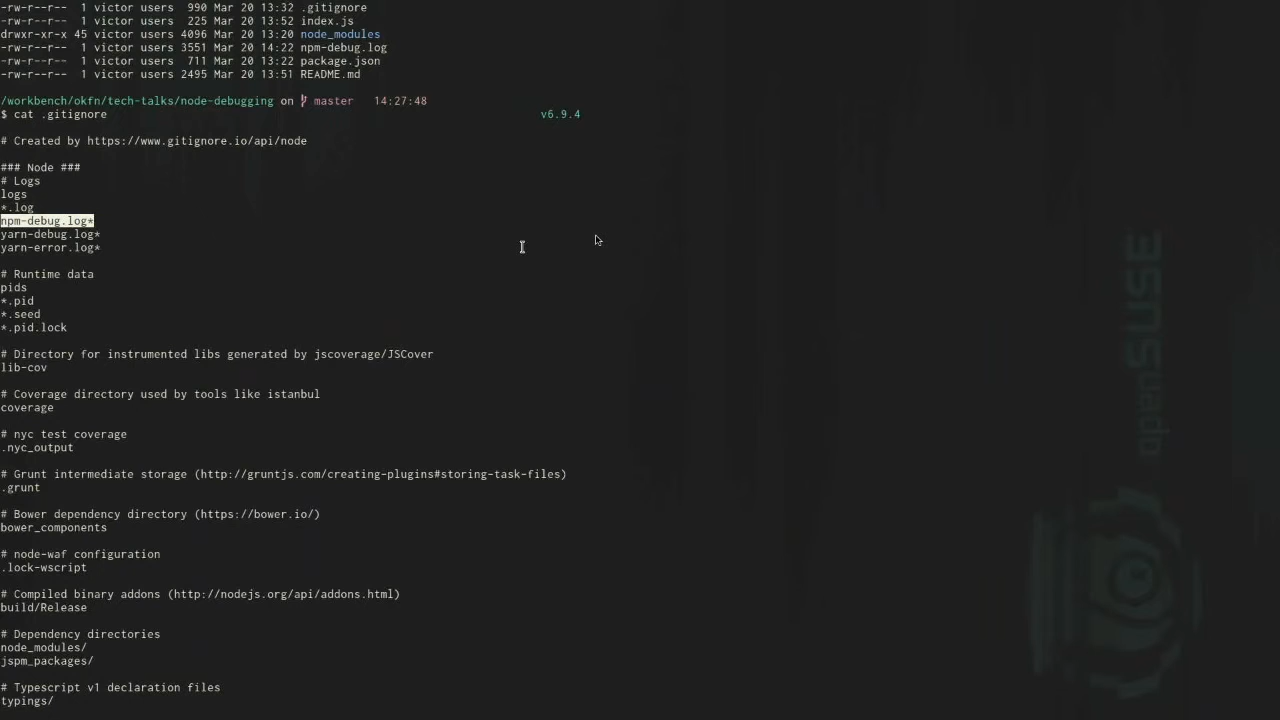 -rw-r--r--  1 victor users  990 Mar 20 13:32 .gitignore
-rw-r--r--  1 victor users  225 Mar 20 13:52 index.js
drwxr-xr-x 45 victor users 4096 Mar 20 13:20 node_modules
-rw-r--r--  1 victor users 3551 Mar 20 14:22 npm-debug.log
-rw-r--r--  1 victor users  711 Mar 20 13:22 package.json
-rw-r--r--  1 victor users 2495 Mar 20 13:51 README.md
/workbench/okfn/tech-talks/node-debugging on master 14:27:48
$ cat .gitignore v6.9.4
# Created by https://www.gitignore.io/api/node
### Node ###
# Logs
logs
*.log
npm-debug.log*
yarn-debug.log*
yarn-error.log*
# Runtime data
pids
*.pid
*.seed
*.pid.lock
# Directory for instrumented libs generated by jscoverage/JSCover
lib-cov
# Coverage directory used by tools like istanbul
coverage
# nyc test coverage
.nyc_output
# Grunt intermediate storage (http://gruntjs.com/creating-plugins#storing-task-files)
.grunt
# Bower dependency directory (https://bower.io/)
bower_components
# node-waf configuration
.lock-wscript
# Compiled binary addons (http://nodejs.org/api/addons.html)
build/Release
# Dependency directories
node_modules/
jspm_packages/
# Typescript v1 declaration files
typings/
openSUSE